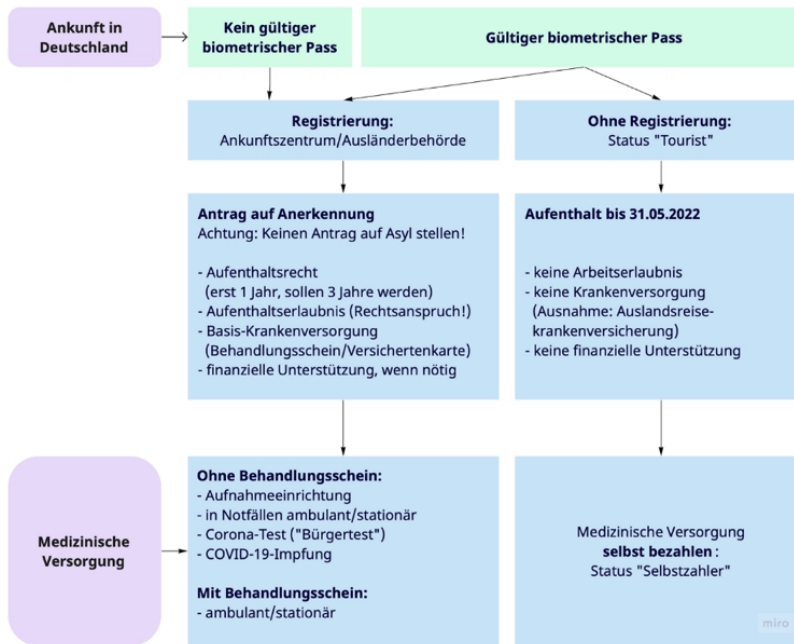 Ankunft in
Deutschland
Kein gültiger
biometrischer Pass
Gültiger biometrischer Pass
Registrierung:
Ankunftszentrum/Ausländerbehörde
Ohne Registrierung:
Status "Tourist"
Antrag auf Anerkennung
Achtung: Keinen Antrag auf Asyl stellen!
- Aufenthaltsrecht
(erst 1 Jahr, sollen 3 Jahre werden)
- Aufenthaltserlaubnis (Rechtsanspruch!)
- Basis-Krankenversorgung
(Behandlungsschein/Versichertenkarte)
- finanzielle Unterstützung, wenn nötig
Aufenthalt bis 31.05.2022
- keine Arbeitserlaubnis
- keine Krankenversorgung
(Ausnahme: Auslandsreise-
krankenversicherung)
- keine finanzielle Unterstützung
Medizinische
Versorgung
Ohne Behandlungsschein:
- Aufnahmeeinrichtung
- in Notfällen ambulant/stationär
- Corona-Test ("Bürgertest")
- COVID-19-Impfung
Mit Behandlungsschein:
- ambulant/stationär
Medizinische Versorgung
selbst bezahlen :
Status "Selbstzahler"
miro